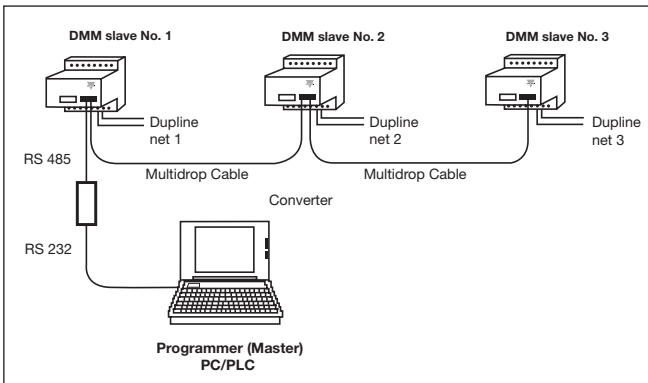 DMM slave No. 1
DMM slave No. 2
DMM slave No. 3
Dupline
net 1
Dupline
net 2
Dupline
net 3
RS 485
Multidrop Cable
Multidrop Cable
Converter
RS 232
Programmer (Master)
PC/PLC